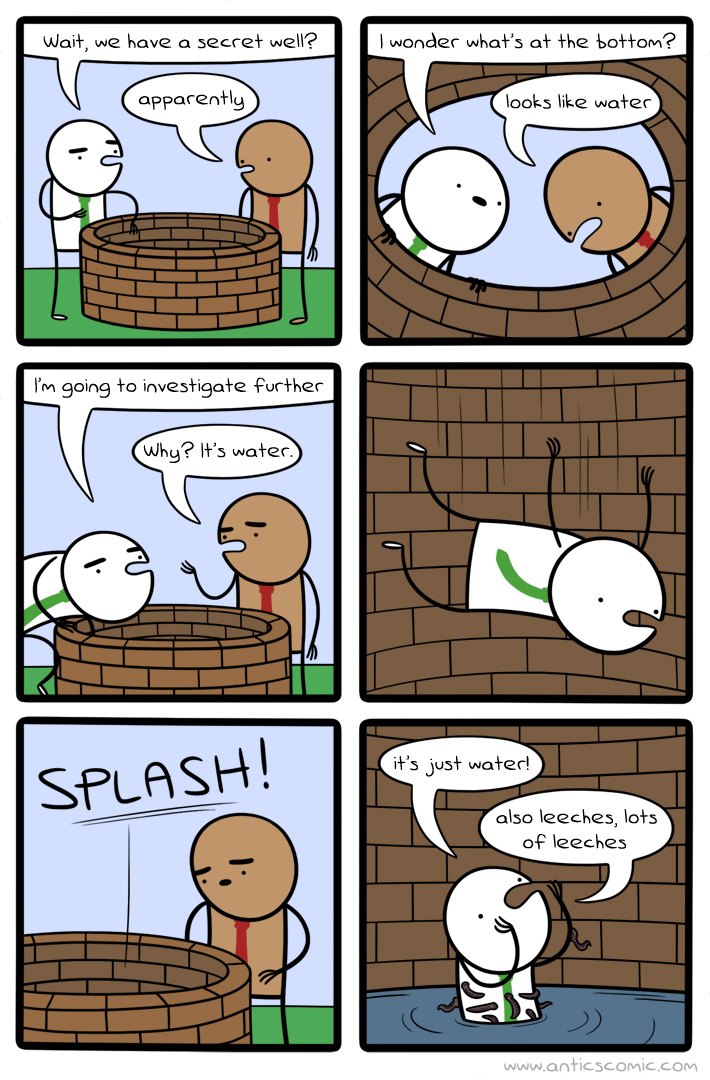 Wait, we have a secret well?
apparently
I wonder what's at the bottom?
looks like water
I'm going to investigate further
Why? It's water.
SPLASH!
it's just water!
also leeches, lots
of leeches
www.anticscomic.com